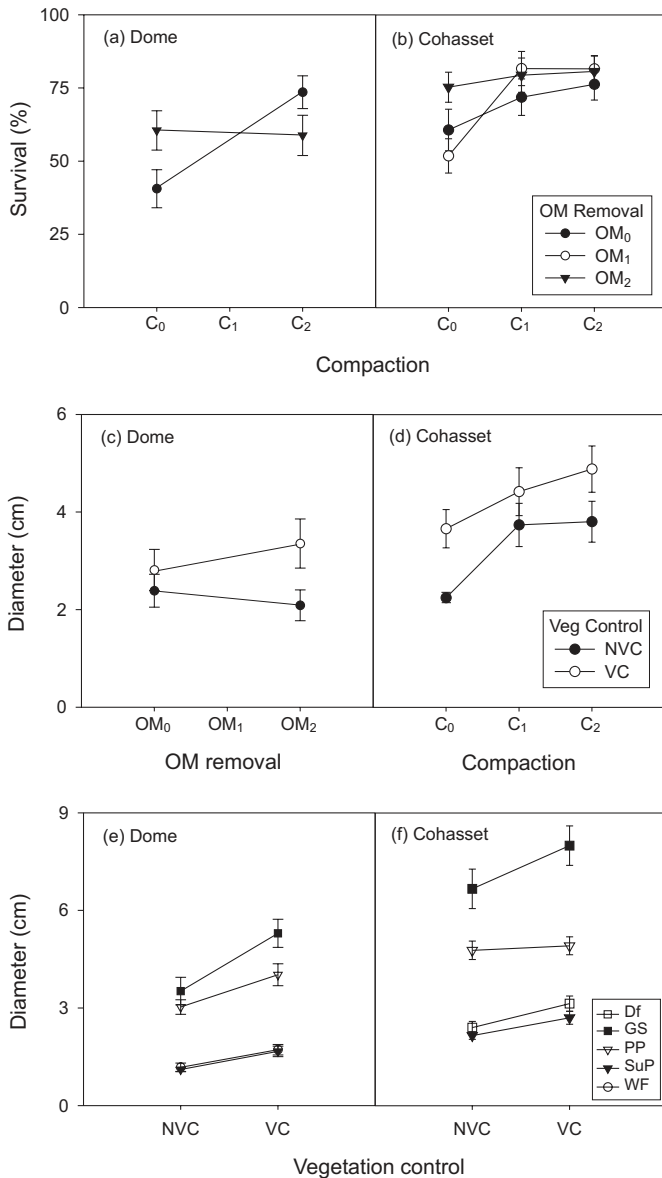 (a) Dome
(b) Cohasset
Survival (%)
100
75
50
25
0
C₀ C₁ C₂
C₀ C₁ C₂
OM Removal
OM₀
OM₁
OM₂
Compaction
(c) Dome
(d) Cohasset
Diameter (cm)
6
4
2
0
OM₀ OM₁ OM₂
C₀ C₁ C₂
Veg Control
NVC
VC
OM removal
Compaction
(e) Dome
(f) Cohasset
Diameter (cm)
9
6
3
0
NVC VC
NVC VC
Df
GS
PP
SuP
WF
Vegetation control